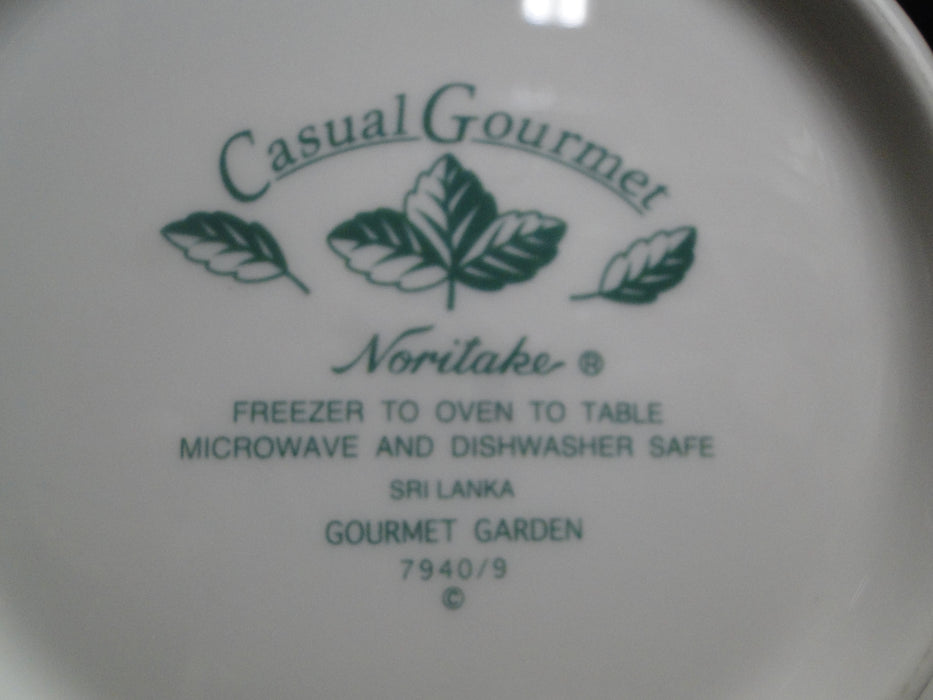 Casual Gourmet
Noritake ®
FREEZER TO OVEN TO TABLE
MICROWAVE AND DISHWASHER SAFE
SRI LANKA
GOURMET GARDEN
7940/9
©